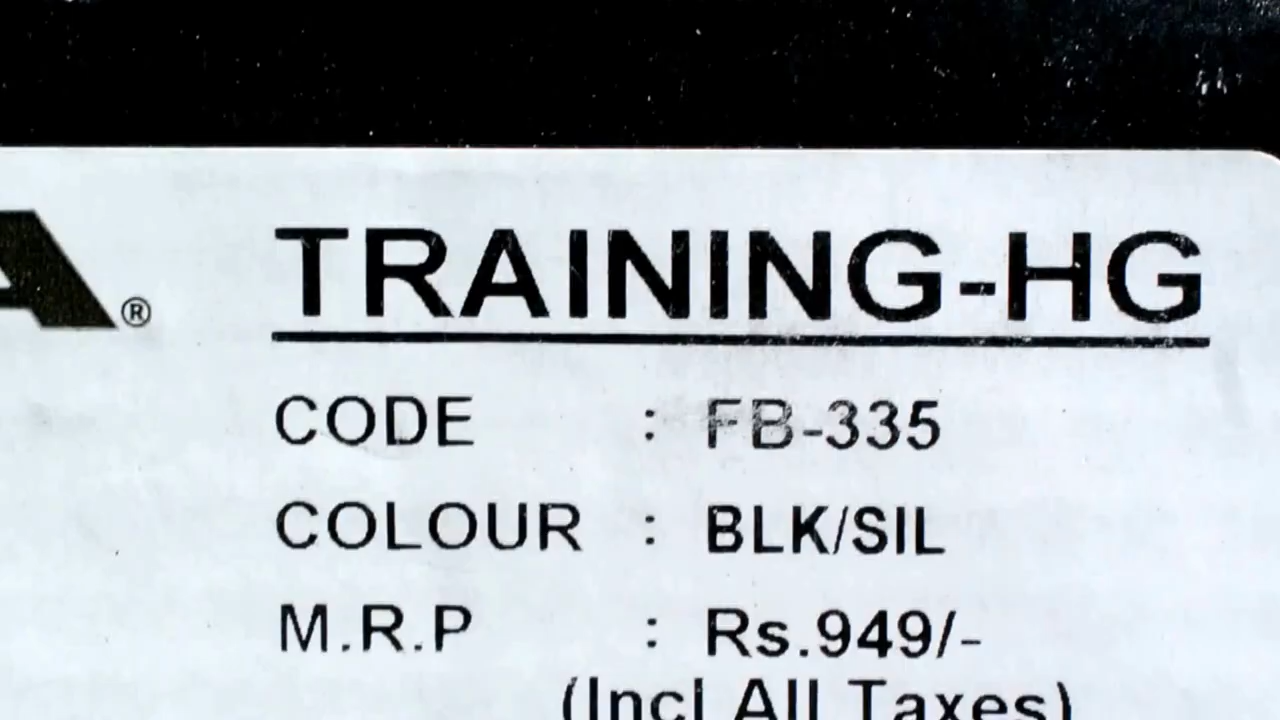 A® TRAINING-HG
CODE : FB-335
COLOUR : BLK/SIL
M.R.P : Rs.949/-
(Incl All Taxes)